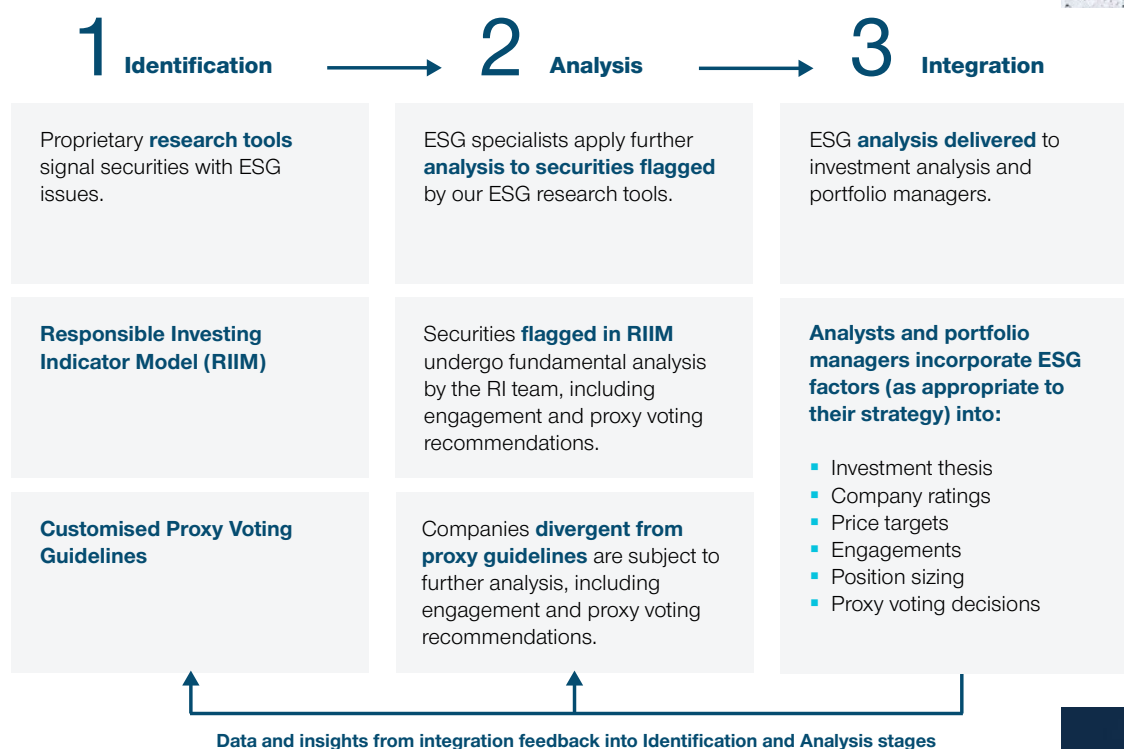 1 Identification
2 Analysis
3 Integration
Proprietary research tools
signal securities with ESG
issues.
ESG specialists apply further
analysis to securities flagged
by our ESG research tools.
ESG analysis delivered to
investment analysis and
portfolio managers.
Responsible Investing
Indicator Model (RIIM)
Securities flagged in RIIM
undergo fundamental analysis
by the RI team, including
engagement and proxy voting
recommendations.
Analysts and portfolio
managers incorporate ESG
factors (as appropriate to
their strategy) into:
▪ Investment thesis
▪ Company ratings
▪ Price targets
▪ Engagements
▪ Position sizing
▪ Proxy voting decisions
Customised Proxy Voting
Guidelines
Companies divergent from
proxy guidelines are subject to
further analysis, including
engagement and proxy voting
recommendations.
Data and insights from integration feedback into Identification and Analysis stages